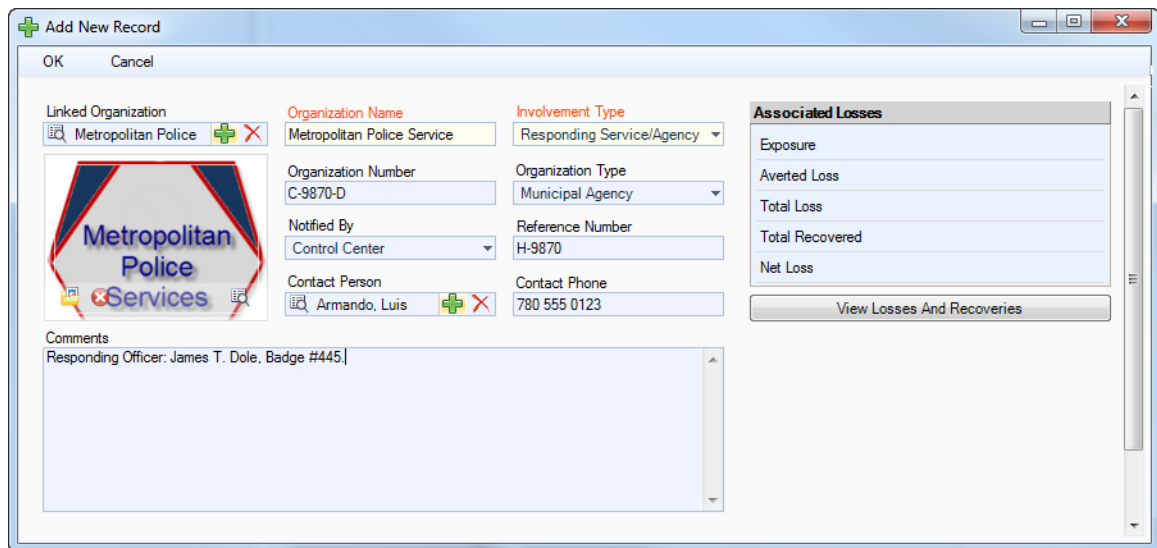 Add New Record
OK Cancel
Linked Organization
Metropolitan Police
Metropolitan
Police
Services
Organization Name
Metropolitan Police Service
Involvement Type
Responding Service/Agency
Organization Number
C-9870-D
Organization Type
Municipal Agency
Notified By
Control Center
Reference Number
H-9870
Contact Person
Armando, Luis
Contact Phone
780 555 0123
Comments
Responding Officer: James T. Dole, Badge #445.
Associated Losses
Exposure
Averted Loss
Total Loss
Total Recovered
Net Loss
View Losses And Recoveries